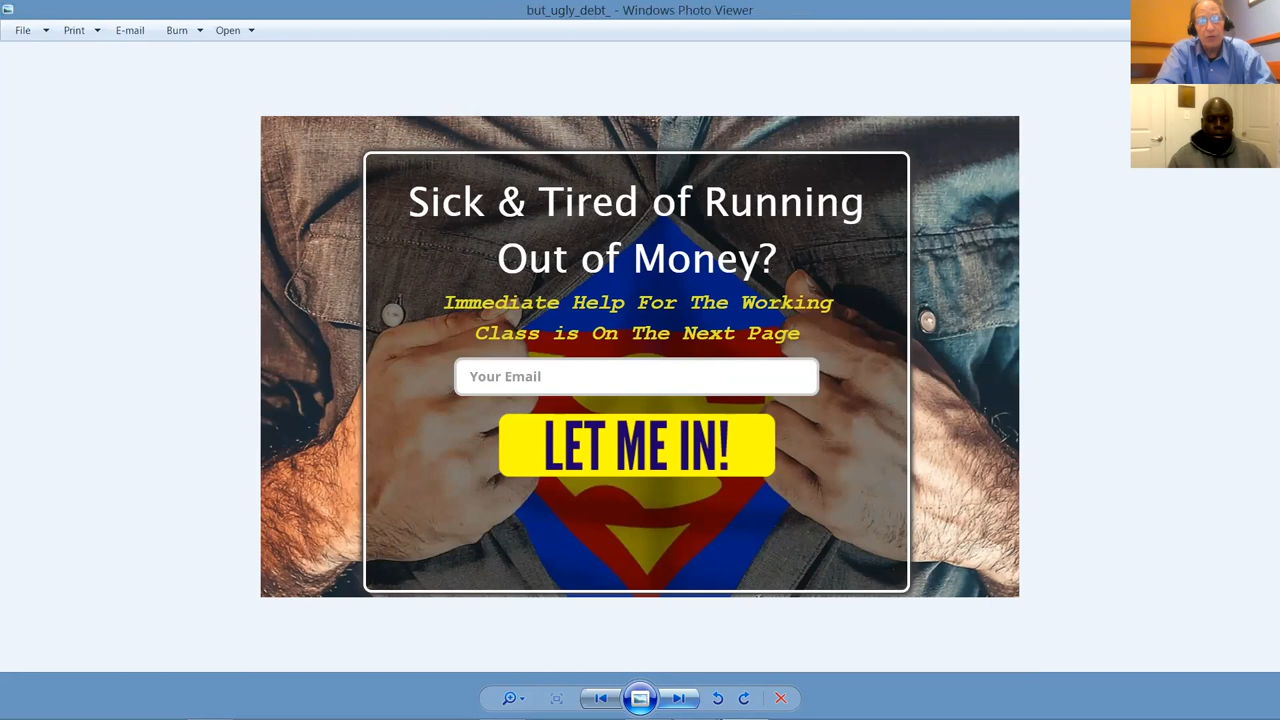 but_ugly_debt_ - Windows Photo Viewer
File Print E-mail Burn Open
Sick & Tired of Running
Out of Money?
Immediate Help For The Working
Class is On The Next Page
Your Email
LET ME IN!